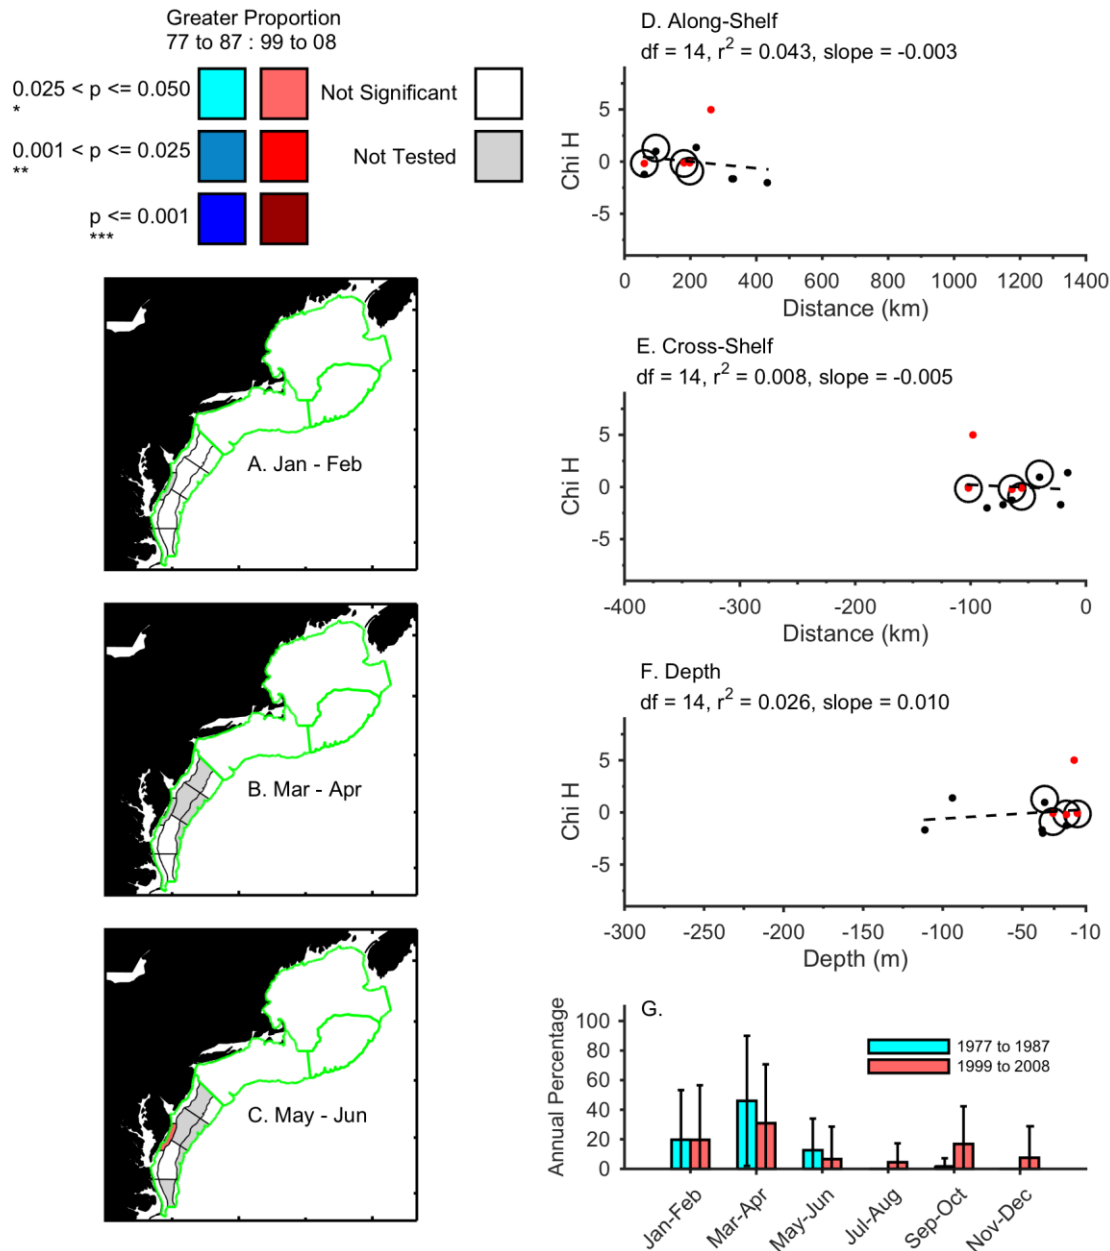 Greater Proportion
77 to 87 : 99 to 08
0.025 < p <= 0.050
*
Not Significant
0.001 < p <= 0.025
**
Not Tested
p <= 0.001
***
A. Jan - Feb
B. Mar - Apr
C. May - Jun
D. Along-Shelf
df = 14, r² = 0.043, slope = -0.003
Chi H
5
0
-5
0 200 400 600 800 1000 1200 1400
Distance (km)
E. Cross-Shelf
df = 14, r² = 0.008, slope = -0.005
Chi H
5
0
-5
-400 -300 -200 -100 0
Distance (km)
F. Depth
df = 14, r² = 0.026, slope = 0.010
Chi H
5
0
-5
-300 -250 -200 -150 -100 -50 -10
Depth (m)
G.
Annual Percentage
100
80
60
40
20
0
1977 to 1987
1999 to 2008
Jan-Feb
Mar-Apr
May-Jun
Jul-Aug
Sep-Oct
Nov-Dec